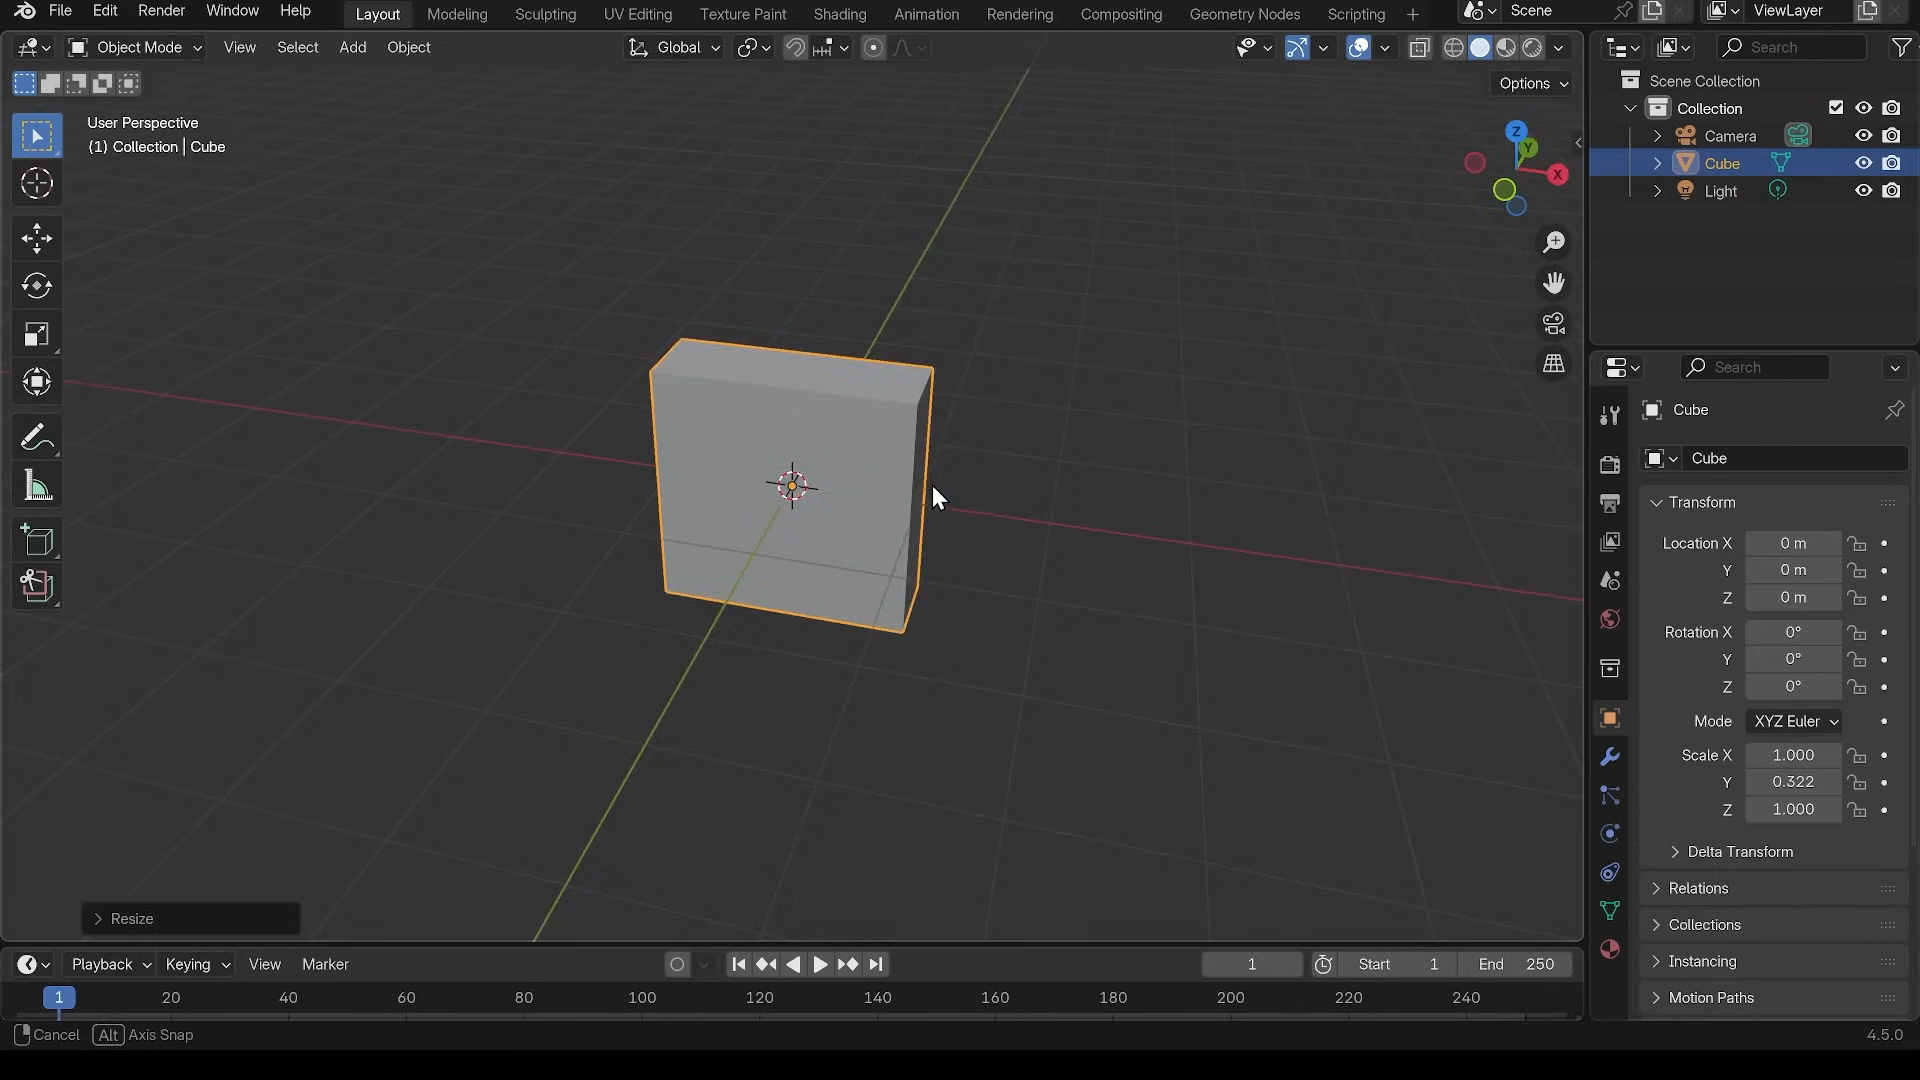 File Edit Render Window Help Layout Modeling Sculpting UV Editing Texture Paint Shading Animation Rendering Compositing Geometry Nodes Scripting + Scene ViewLayer
Object Mode View Select Add Object Global Search
Options
User Perspective
(1) Collection | Cube
Z
Y
X
Scene Collection
Collection
Camera
Cube
Light
Search
Cube
Cube
Transform
Location X 0 m
Y 0 m
Z 0 m
Rotation X 0°
Y 0°
Z 0°
Mode XYZ Euler
Scale X 1.000
Y 0.322
Z 1.000
Delta Transform
Relations
Collections
Instancing
Motion Paths
Resize
Playback Keying View Marker 1 Start 1 End 250
1 20 40 60 80 100 120 140 160 180 200 220 240
Cancel Alt Axis Snap 4.5.0